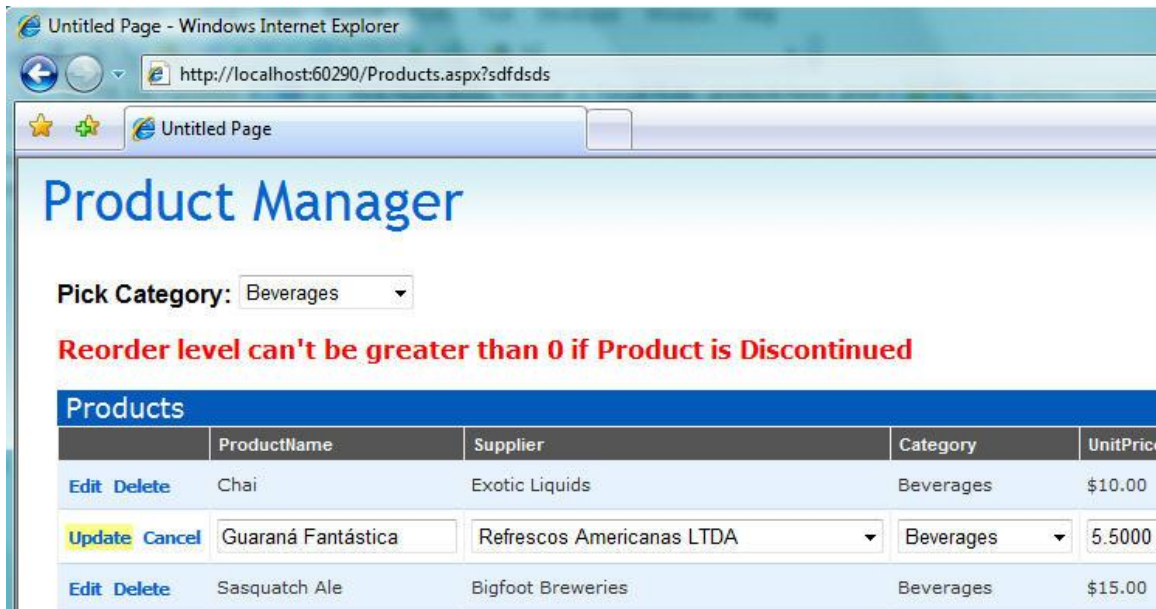 Untitled Page - Windows Internet Explorer
http://localhost:60290/Products.aspx?sdfdsds
Untitled Page
Product Manager
Pick Category: Beverages
Reorder level can't be greater than 0 if Product is Discontinued
Products
ProductName Supplier Category UnitPrice
Edit Delete Chai Exotic Liquids Beverages $10.00
Update Cancel Guaraná Fantástica Refrescos Americanas LTDA Beverages 5.5000
Edit Delete Sasquatch Ale Bigfoot Breweries Beverages $15.00